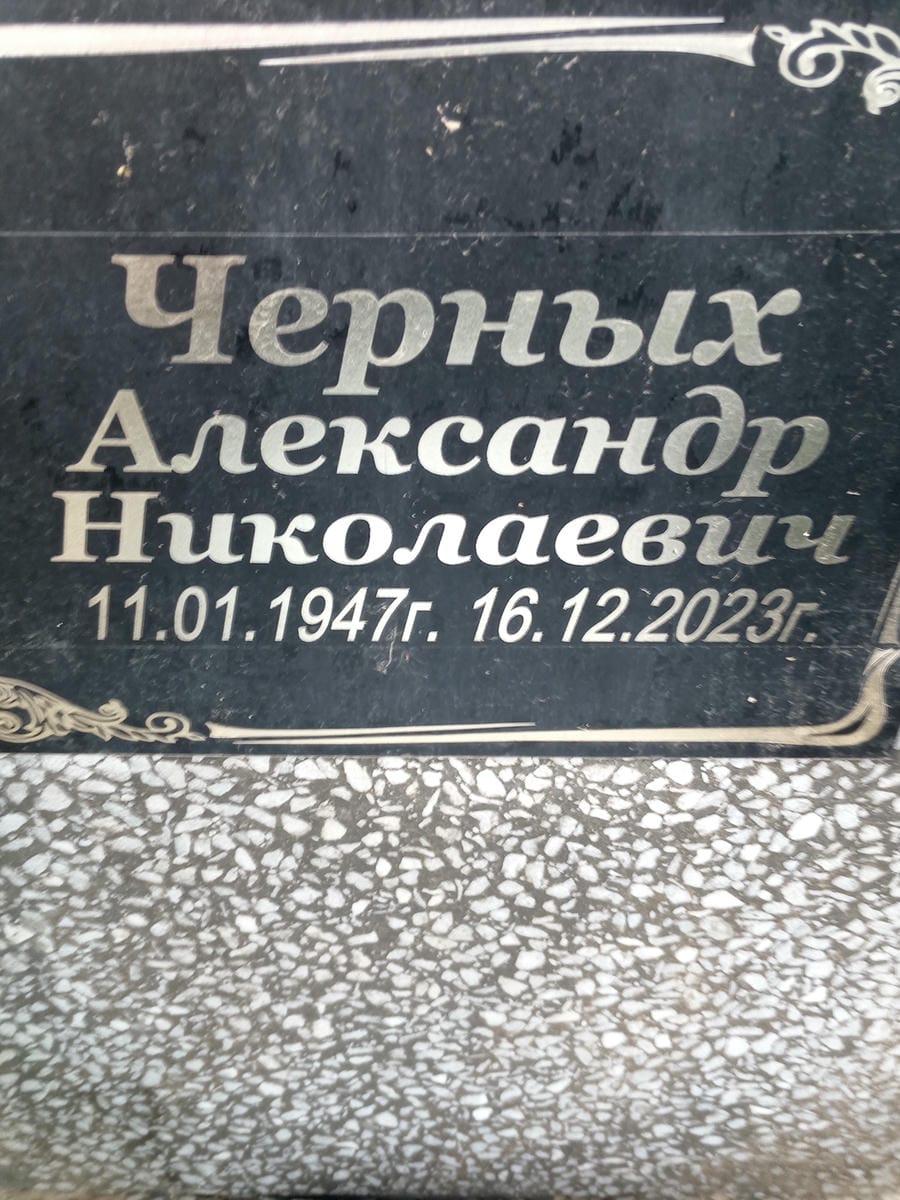 Черных
Александр
Николаевич
11.01.1947г. 16.12.2023г.